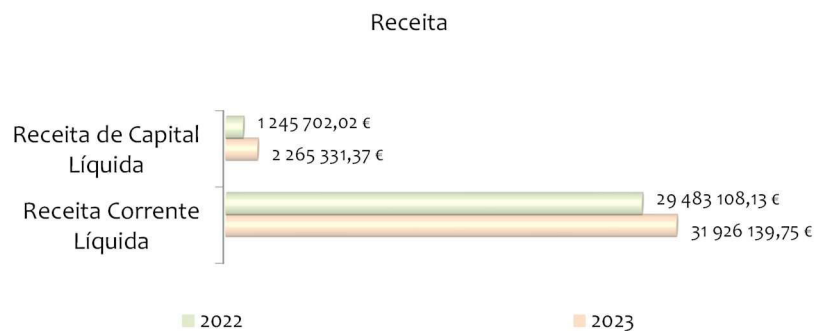 Receita
Receita de Capital
Líquida
1 245 702,02 €
2 265 331,37 €
Receita Corrente
Líquida
29 483 108,13 €
31 926 139,75 €
2022
2023